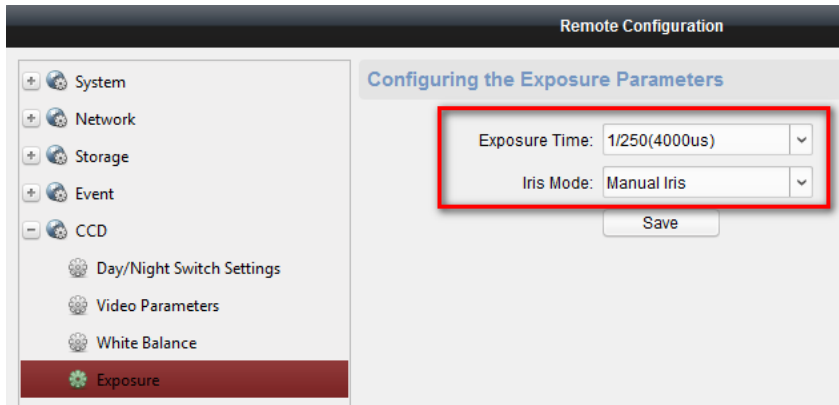 Remote Configuration
System
Network
Storage
Event
CCD
Day/Night Switch Settings
Video Parameters
White Balance
Exposure
Configuring the Exposure Parameters
Exposure Time: 1/250(4000us)
Iris Mode: Manual Iris
Save